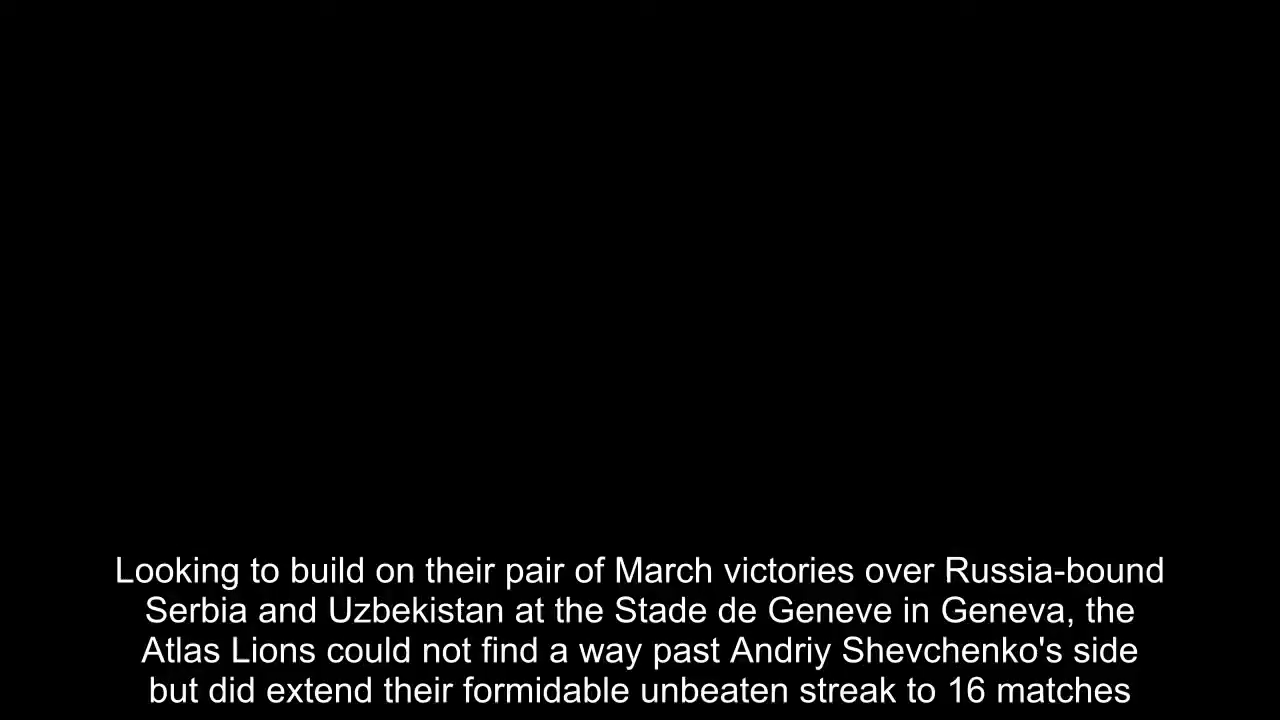 Looking to build on their pair of March victories over Russia-bound
Serbia and Uzbekistan at the Stade de Geneve in Geneva, the
Atlas Lions could not find a way past Andriy Shevchenko's side
but did extend their formidable unbeaten streak to 16 matches